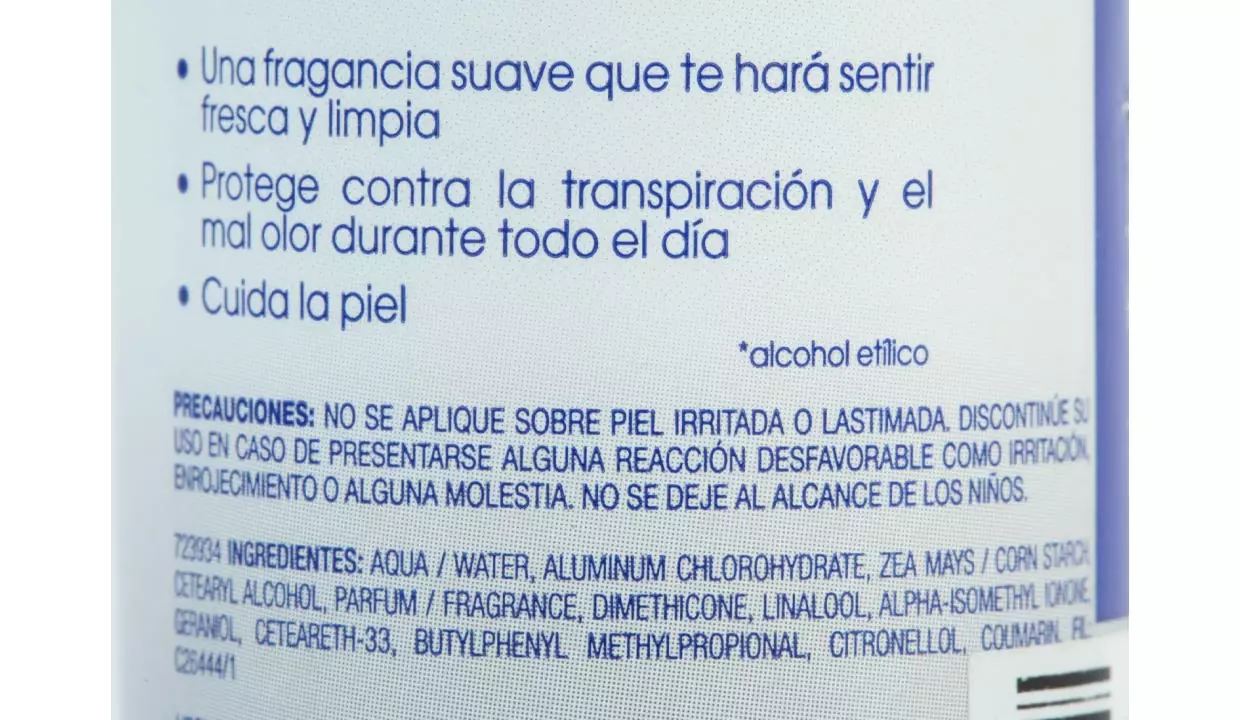 • Una fragancia suave que te hará sentir
fresca y limpia
• Protege contra la transpiración y el
mal olor durante todo el día
• Cuida la piel
*alcohol etílico
PRECAUCIONES: NO SE APLIQUE SOBRE PIEL IRRITADA O LASTIMADA. DISCONTINÚE SU
USO EN CASO DE PRESENTARSE ALGUNA REACCIÓN DESFAVORABLE COMO IRRITACIÓN,
ENROJECIMIENTO O ALGUNA MOLESTIA. NO SE DEJE AL ALCANCE DE LOS NIÑOS.
723934 INGREDIENTES: AQUA / WATER, ALUMINUM CHLOROHYDRATE, ZEA MAYS / CORN STARCH,
CETEARYL ALCOHOL, PARFUM / FRAGRANCE, DIMETHICONE, LINALOOL, ALPHA-ISOMETHYL IONONE,
GERANIOL, CETEARETH-33, BUTYLPHENYL METHYLPROPIONAL, CITRONELLOL, COUMARIN. F.I.L.
C26444/1